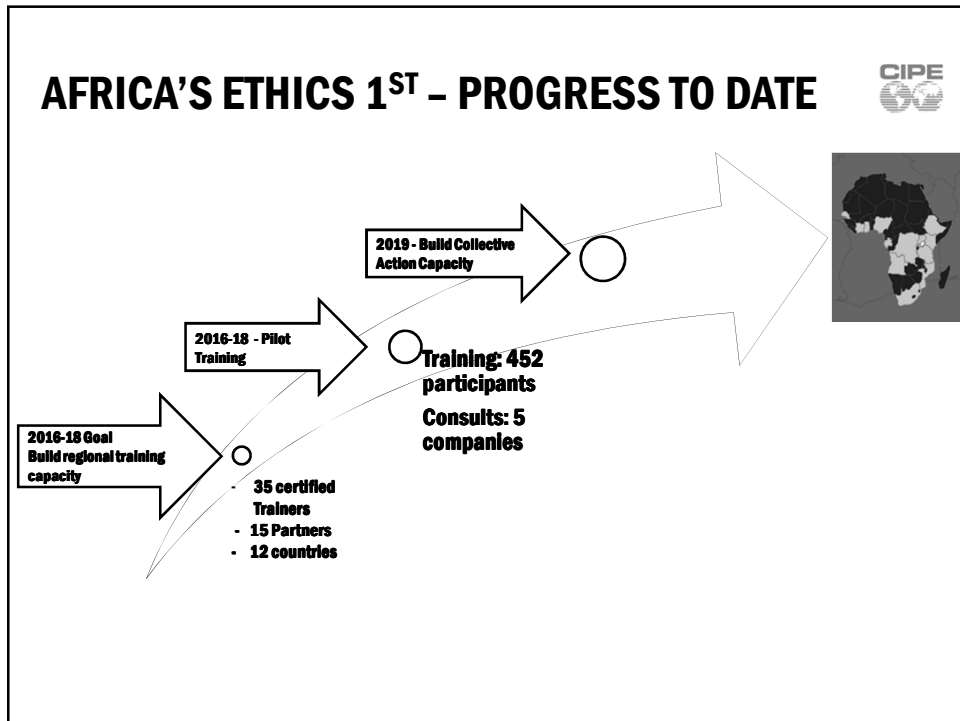 AFRICA'S ETHICS 1ST – PROGRESS TO DATE
CIPE
2019 - Build Collective
Action Capacity
2016-18 - Pilot
Training
Training: 452
participants
Consults: 5
companies
2016-18 Goal
Build regional training
capacity
- 35 certified
Trainers
- 15 Partners
- 12 countries